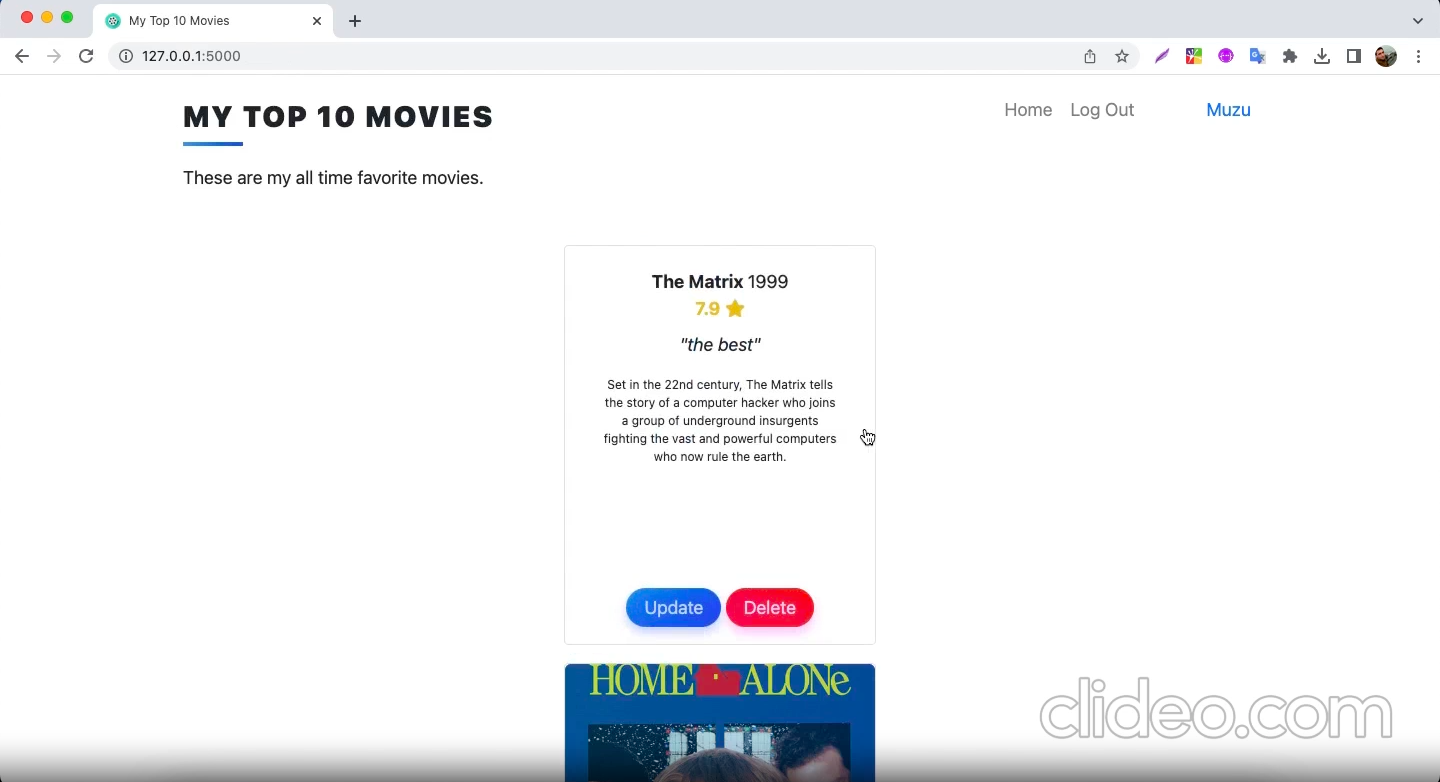 My Top 10 Movies
127.0.0.1:5000
MY TOP 10 MOVIES
Home Log Out Muzu
These are my all time favorite movies.
The Matrix 1999
7.9
"the best"
Set in the 22nd century, The Matrix tells
the story of a computer hacker who joins
a group of underground insurgents
fighting the vast and powerful computers
who now rule the earth.
Update Delete
HOME ALONe
clideo.com